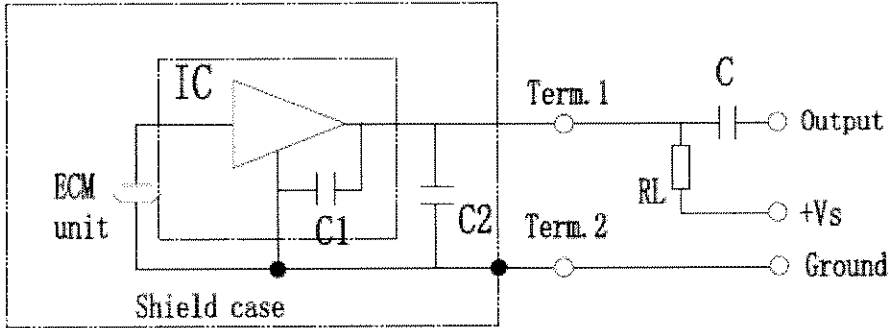 IC
Term.1
C
Output
ECM
unit
C1
C2
RL
+Vs
Term.2
Ground
Shield case